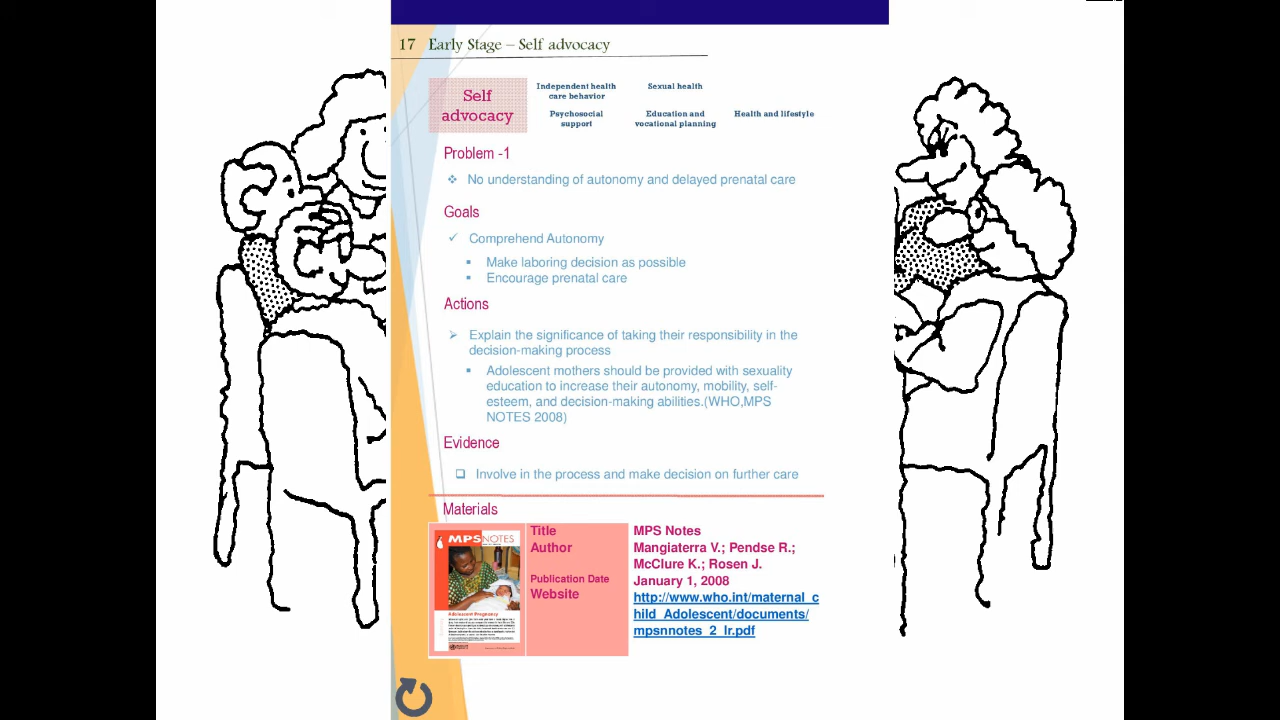 17 Early Stage – Self advocacy
Self
advocacy
Independent health
care behavior
Sexual health
Psychosocial
support
Education and
vocational planning
Health and lifestyle
Problem -1
No understanding of autonomy and delayed prenatal care
Goals
Comprehend Autonomy
Make laboring decision as possible
Encourage prenatal care
Actions
Explain the significance of taking their responsibility in the
decision-making process
Adolescent mothers should be provided with sexuality
education to increase their autonomy, mobility, self-
esteem, and decision-making abilities.(WHO,MPS
NOTES 2008)
Evidence
Involve in the process and make decision on further care
Materials
MPSNOTES
Adolescent Pregnancy
Title
MPS Notes
Author
Mangiaterra V.; Pendse R.;
McClure K.; Rosen J.
Publication Date
January 1, 2008
Website
http://www.who.int/maternal_c
hild_Adolescent/documents/
mpsnnotes_2_lr.pdf